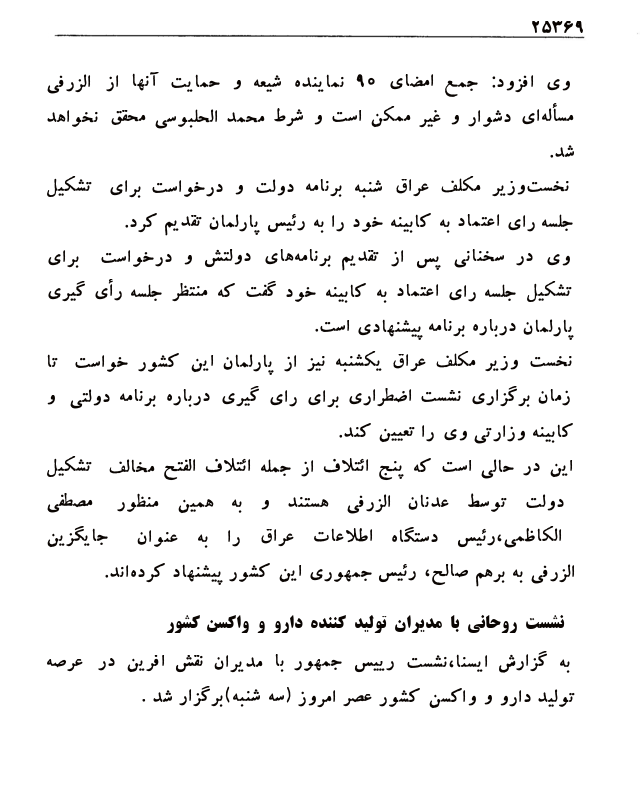 ۲۵۳۶۹
وی افزود: جمع امضای ۹۰ نماینده شیعه و حمایت آنها از الزرفی
مسأله‌ای دشوار و غیر ممکن است و شرط محمد الحلبوسی محقق نخواهد
شد.
نخست‌وزیر مکلف عراق شنبه برنامه دولت و درخواست برای تشکیل
جلسه رای اعتماد به کابینه خود را به رئیس پارلمان تقدیم کرد.
وی در سخنانی پس از تقدیم برنامه‌های دولتش و درخواست برای
تشکیل جلسه رای اعتماد به کابینه خود گفت که منتظر جلسه رأی گیری
پارلمان درباره برنامه پیشنهادی است.
نخست وزیر مکلف عراق یکشنبه نیز از پارلمان این کشور خواست تا
زمان برگزاری نشست اضطراری برای رای گیری درباره برنامه دولتی و
کابینه وزارتی وی را تعیین کند.
این در حالی است که پنج ائتلاف از جمله ائتلاف الفتح مخالف تشکیل
دولت توسط عدنان الزرفی هستند و به همین منظور مصطفی
الکاظمی،رئیس دستگاه اطلاعات عراق را به عنوان جایگزین
الزرفی به برهم صالح، رئیس جمهوری این کشور پیشنهاد کرده‌اند.
نشست روحانی با مدیران تولید کننده دارو و واکسن کشور
به گزارش ایسنا،نشست رییس جمهور با مدیران نقش افرین در عرصه
تولید دارو و واکسن کشور عصر امروز (سه شنبه)برگزار شد .